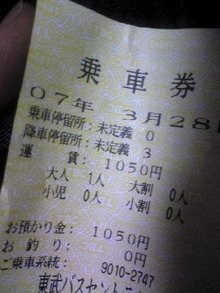 乗車券
07年 3月28
乗車停留所:未定義 0
降車停留所:未定義 3
運 賃: 1050円
大人 1人 大割 0人
小児 0人 小割 0人
お預かり金: 1050円
お釣り: 0円
ご乗車系統: 9010-2747
東武バスセントラ